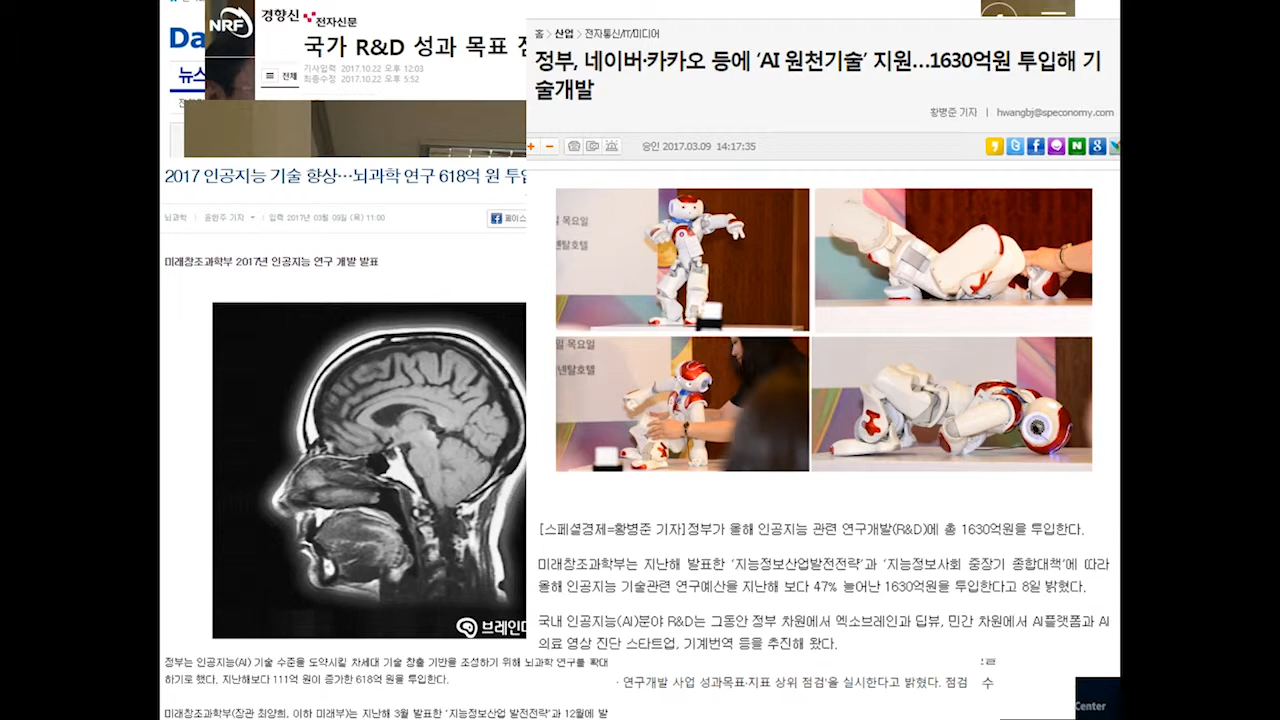 NRF
경향신
전자신문
국가 R&D 성과 목표
기사입력 2017.10.22 오후 12:03
최종수정 2017.10.22 오후 5:52
전체
Da
뉴스
2017 인공지능 기술 향상…뇌과학 연구 618억 원 투입
뇌과학 윤한주 기자 입력 2017년 03월 09일 (목) 11:00
페이스
미래창조과학부 2017년 인공지능 연구 개발 발표
브레인미
정부는 인공지능(AI) 기술 수준을 도약시킬 차세대 기술 창출 기반을 조성하기 위해 뇌과학 연구를 확대
하기로 했다. 지난해보다 111억 원이 증가한 618억 원을 투입한다.
미래창조과학부(장관 최양희, 이하 미래부)는 지난해 3월 발표한 '지능정보산업 발전전략'과 12월에 발
홈 > 산업 > 전자통신/IT/미디어
정부, 네이버·카카오 등에 'AI 원천기술' 지원…1630억원 투입해 기
술개발
황병준 기자 | hwangbj@speconomy.com
승인 2017.03.09 14:17:35
일 목요일
렌탈호텔
일 목요일
렌탈호텔
[스페셜경제=황병준 기자]정부가 올해 인공지능 관련 연구개발(R&D)에 총 1630억원을 투입한다.
미래창조과학부는 지난해 발표한 '지능정보산업발전전략'과 '지능정보사회 중장기 종합대책'에 따라
올해 인공지능 기술관련 연구예산을 지난해 보다 47% 늘어난 1630억원을 투입한다고 8일 밝혔다.
국내 인공지능(AI)분야 R&D는 그동안 정부 차원에서 엑소브레인과 딥뷰, 민간 차원에서 AI플랫폼과 AI
의료 영상 진단 스타트업, 기계번역 등을 추진해 왔다.
· 연구개발 사업 성과목표·지표 상위 점검'을 실시한다고 밝혔다. 점검
수
Center